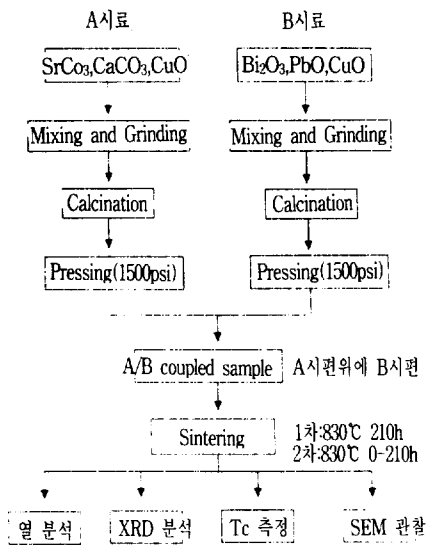 A시료 B시료
SrCo₃,CaCO₃,CuO Bi₂O₃,PbO,CuO
Mixing and Grinding Mixing and Grinding
Calcination Calcination
Pressing(1500psi) Pressing(1500psi)
A/B coupled sample A시편위에 B시편
Sintering 1차:830℃ 210h
2차:830℃ 0-210h
열 분석 XRD 분석 Tc 측정 SEM 관찰